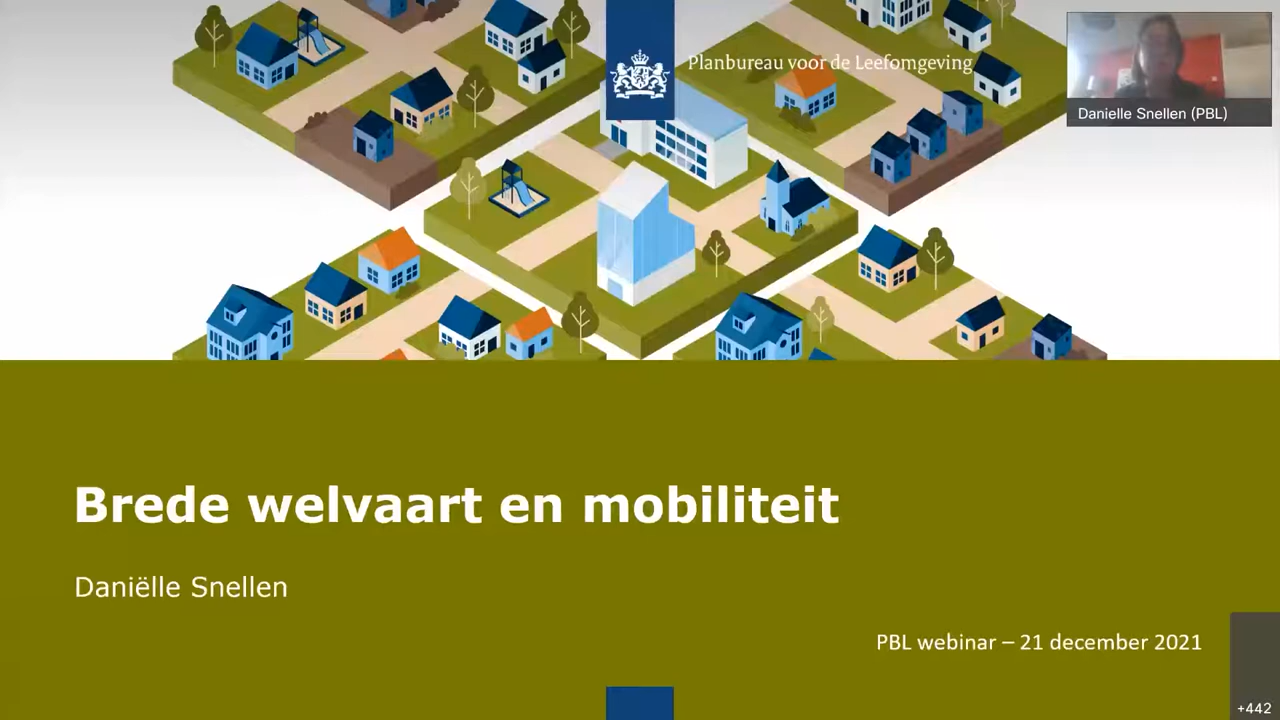 Planbureau voor de Leefomgeving
Danielle Snellen (PBL)
Brede welvaart en mobiliteit
Daniëlle Snellen
PBL webinar – 21 december 2021
+442